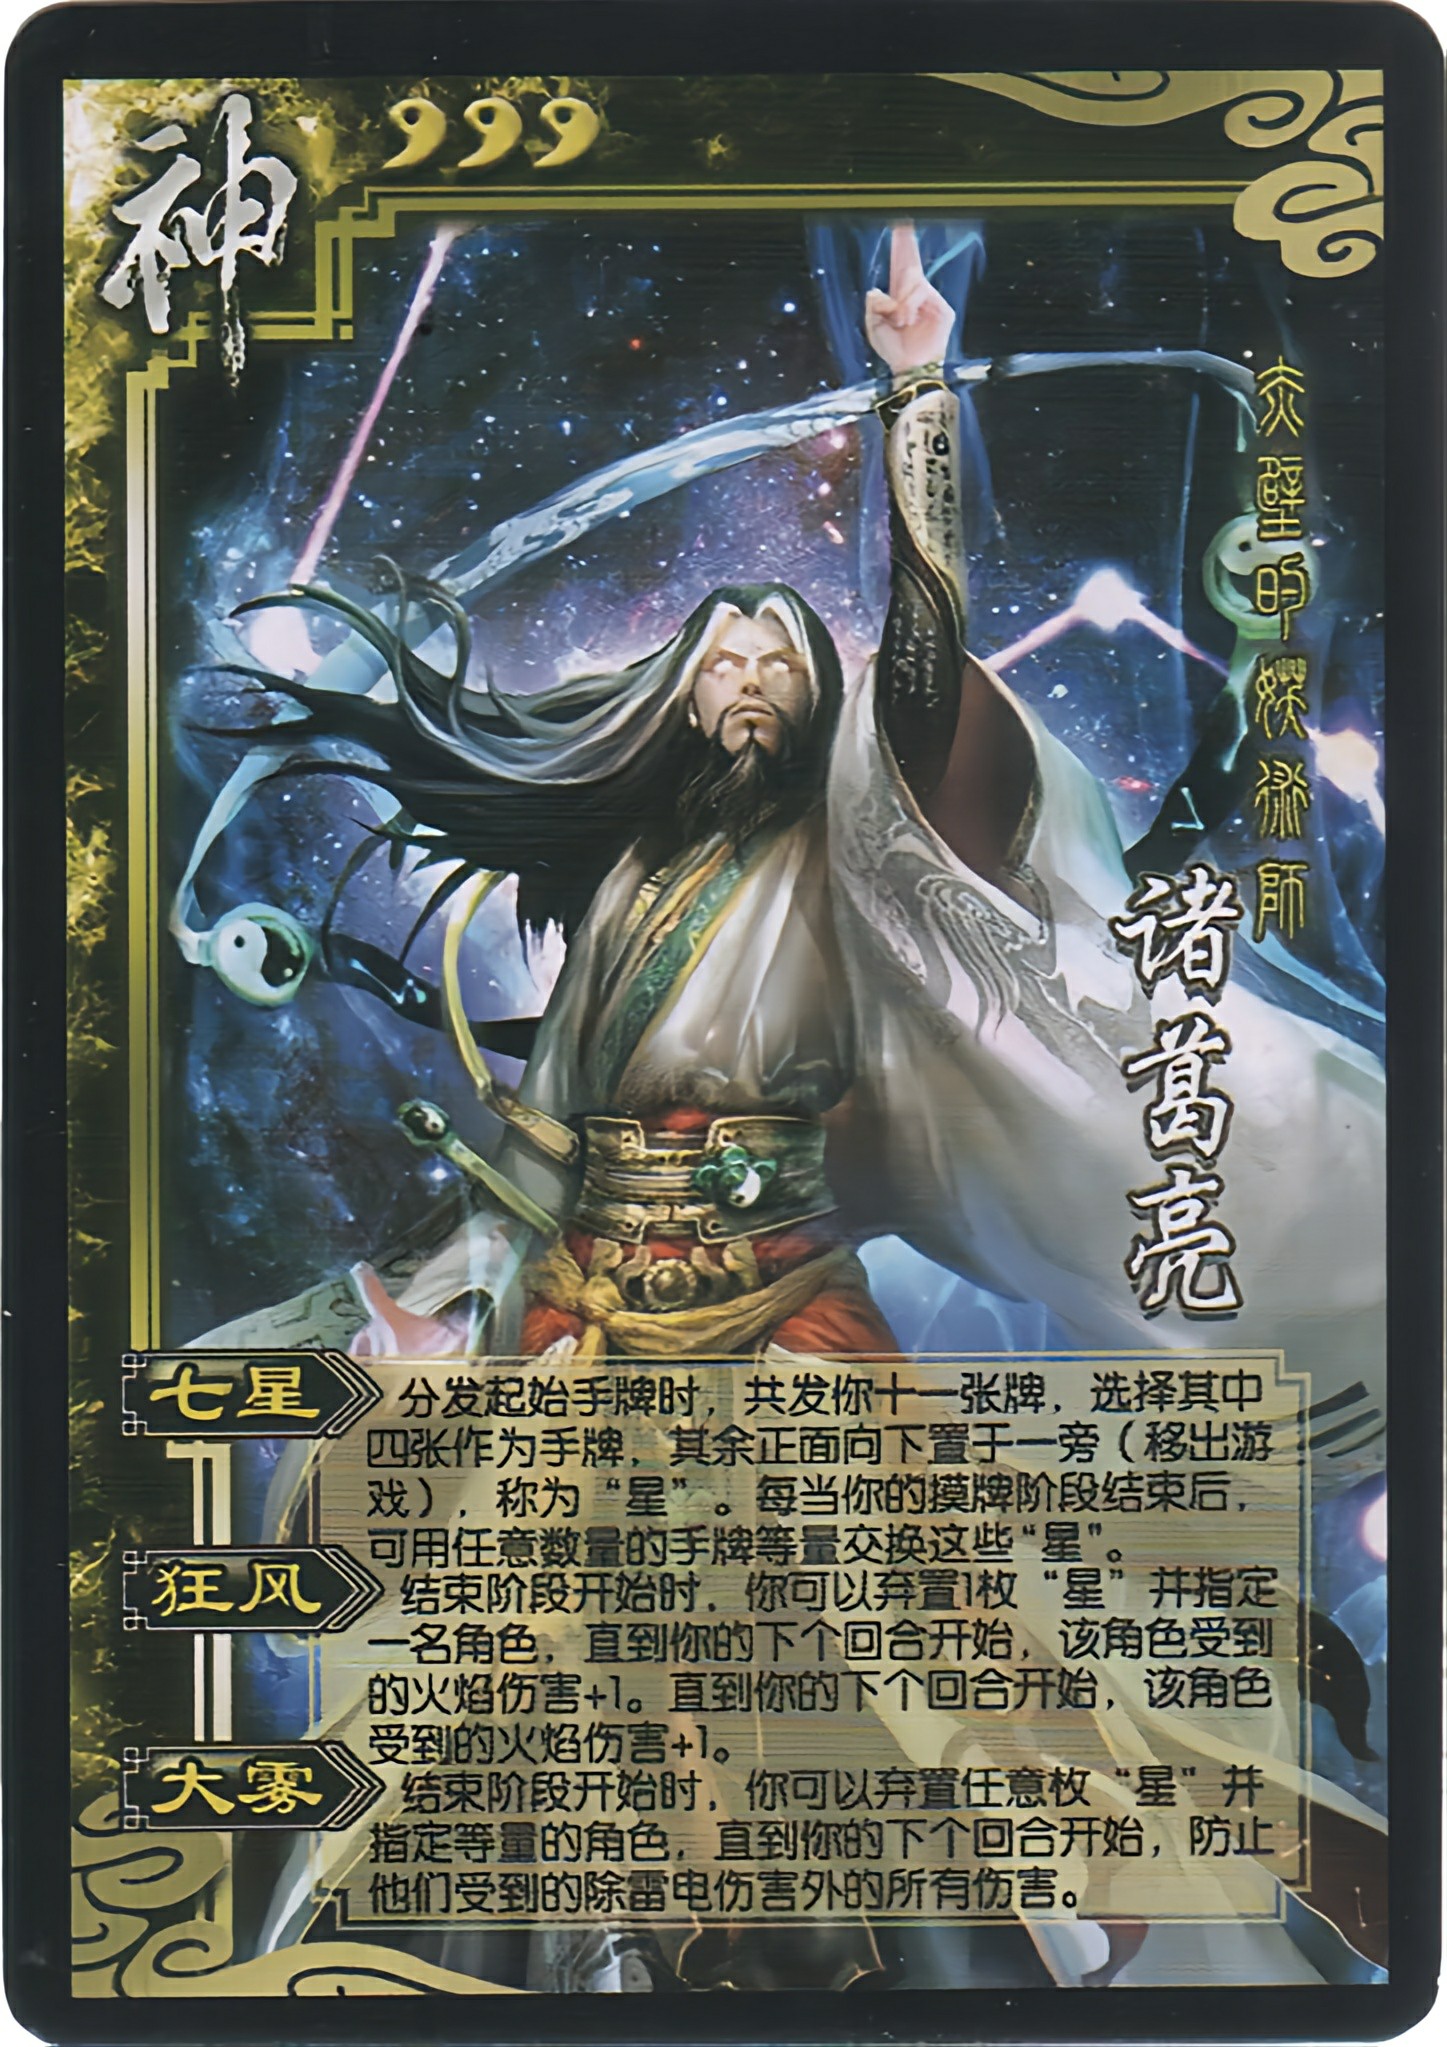 神
赤壁的妖术師
诸葛亮
七星
分发起始手牌时，共发你十一张牌，选择其中
四张作为手牌，其余正面向下置于一旁（移出游
戏），称为“星”。每当你的摸牌阶段结束后，
可用任意数量的手牌等量交换这些“星”。
狂风
结束阶段开始时，你可以弃置1枚“星”并指定
一名角色，直到你的下个回合开始，该角色受到
的火焰伤害+1。直到你的下个回合开始，该角色
受到的火焰伤害+1。
大雾
结束阶段开始时，你可以弃置任意枚“星”并
指定等量的角色，直到你的下个回合开始，防止
他们受到的除雷电伤害外的所有伤害。